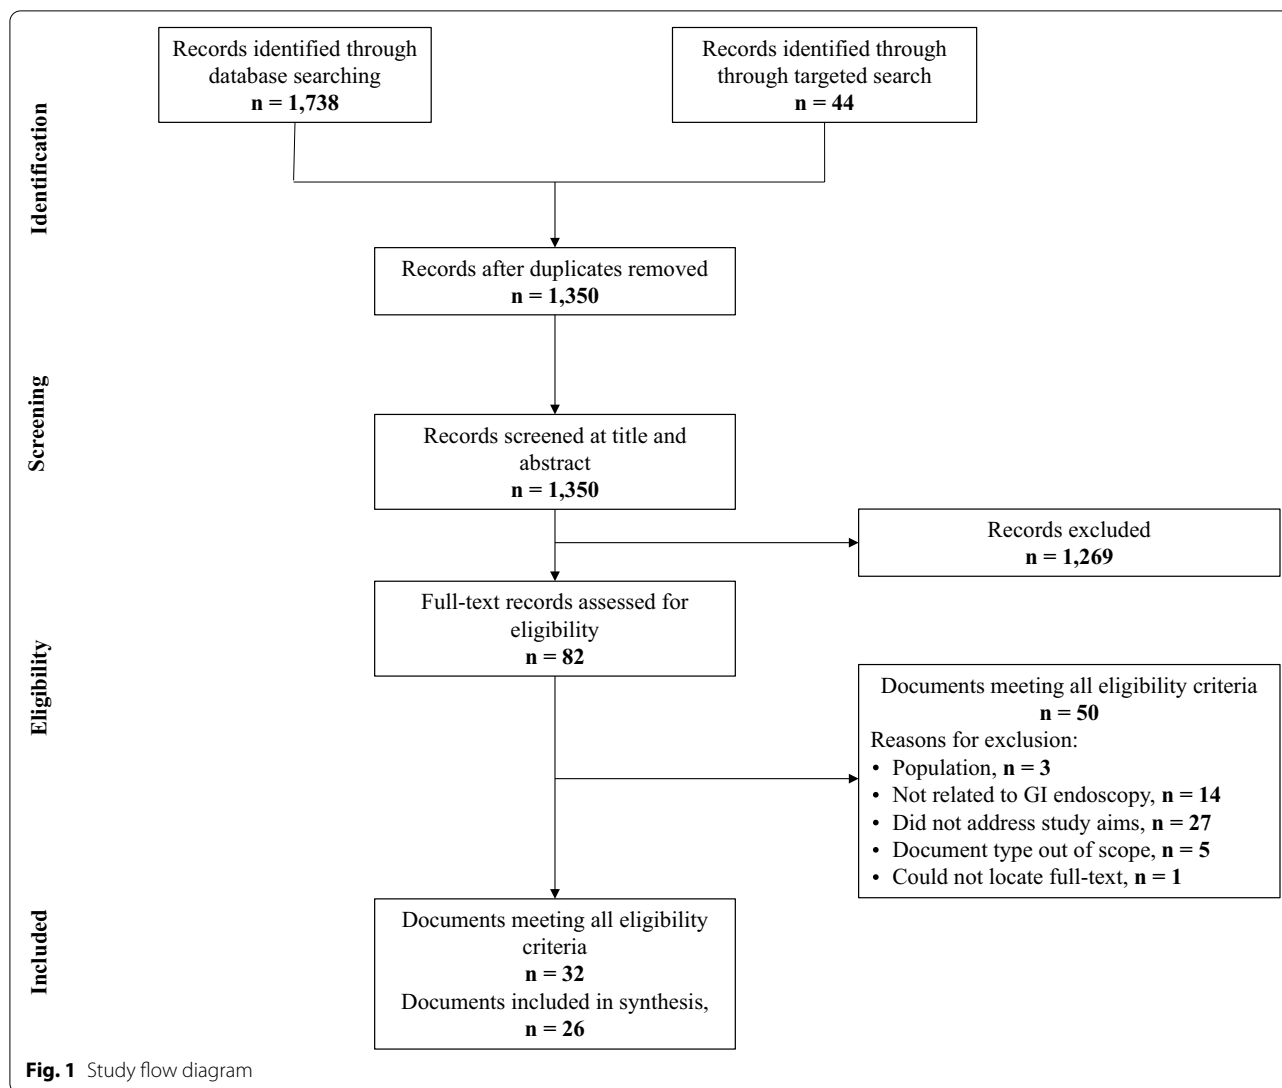 Records identified through
database searching
n = 1,738
Records identified through
through targeted search
n = 44
Identification
Records after duplicates removed
n = 1,350
Screening
Records screened at title and
abstract
n = 1,350
Records excluded
n = 1,269
Eligibility
Full-text records assessed for
eligibility
n = 82
Documents meeting all eligibility criteria
n = 50
Reasons for exclusion:
• Population, n = 3
• Not related to GI endoscopy, n = 14
• Did not address study aims, n = 27
• Document type out of scope, n = 5
• Could not locate full-text, n = 1
Included
Documents meeting all eligibility
criteria
n = 32
Documents included in synthesis,
n = 26
Fig. 1 Study flow diagram